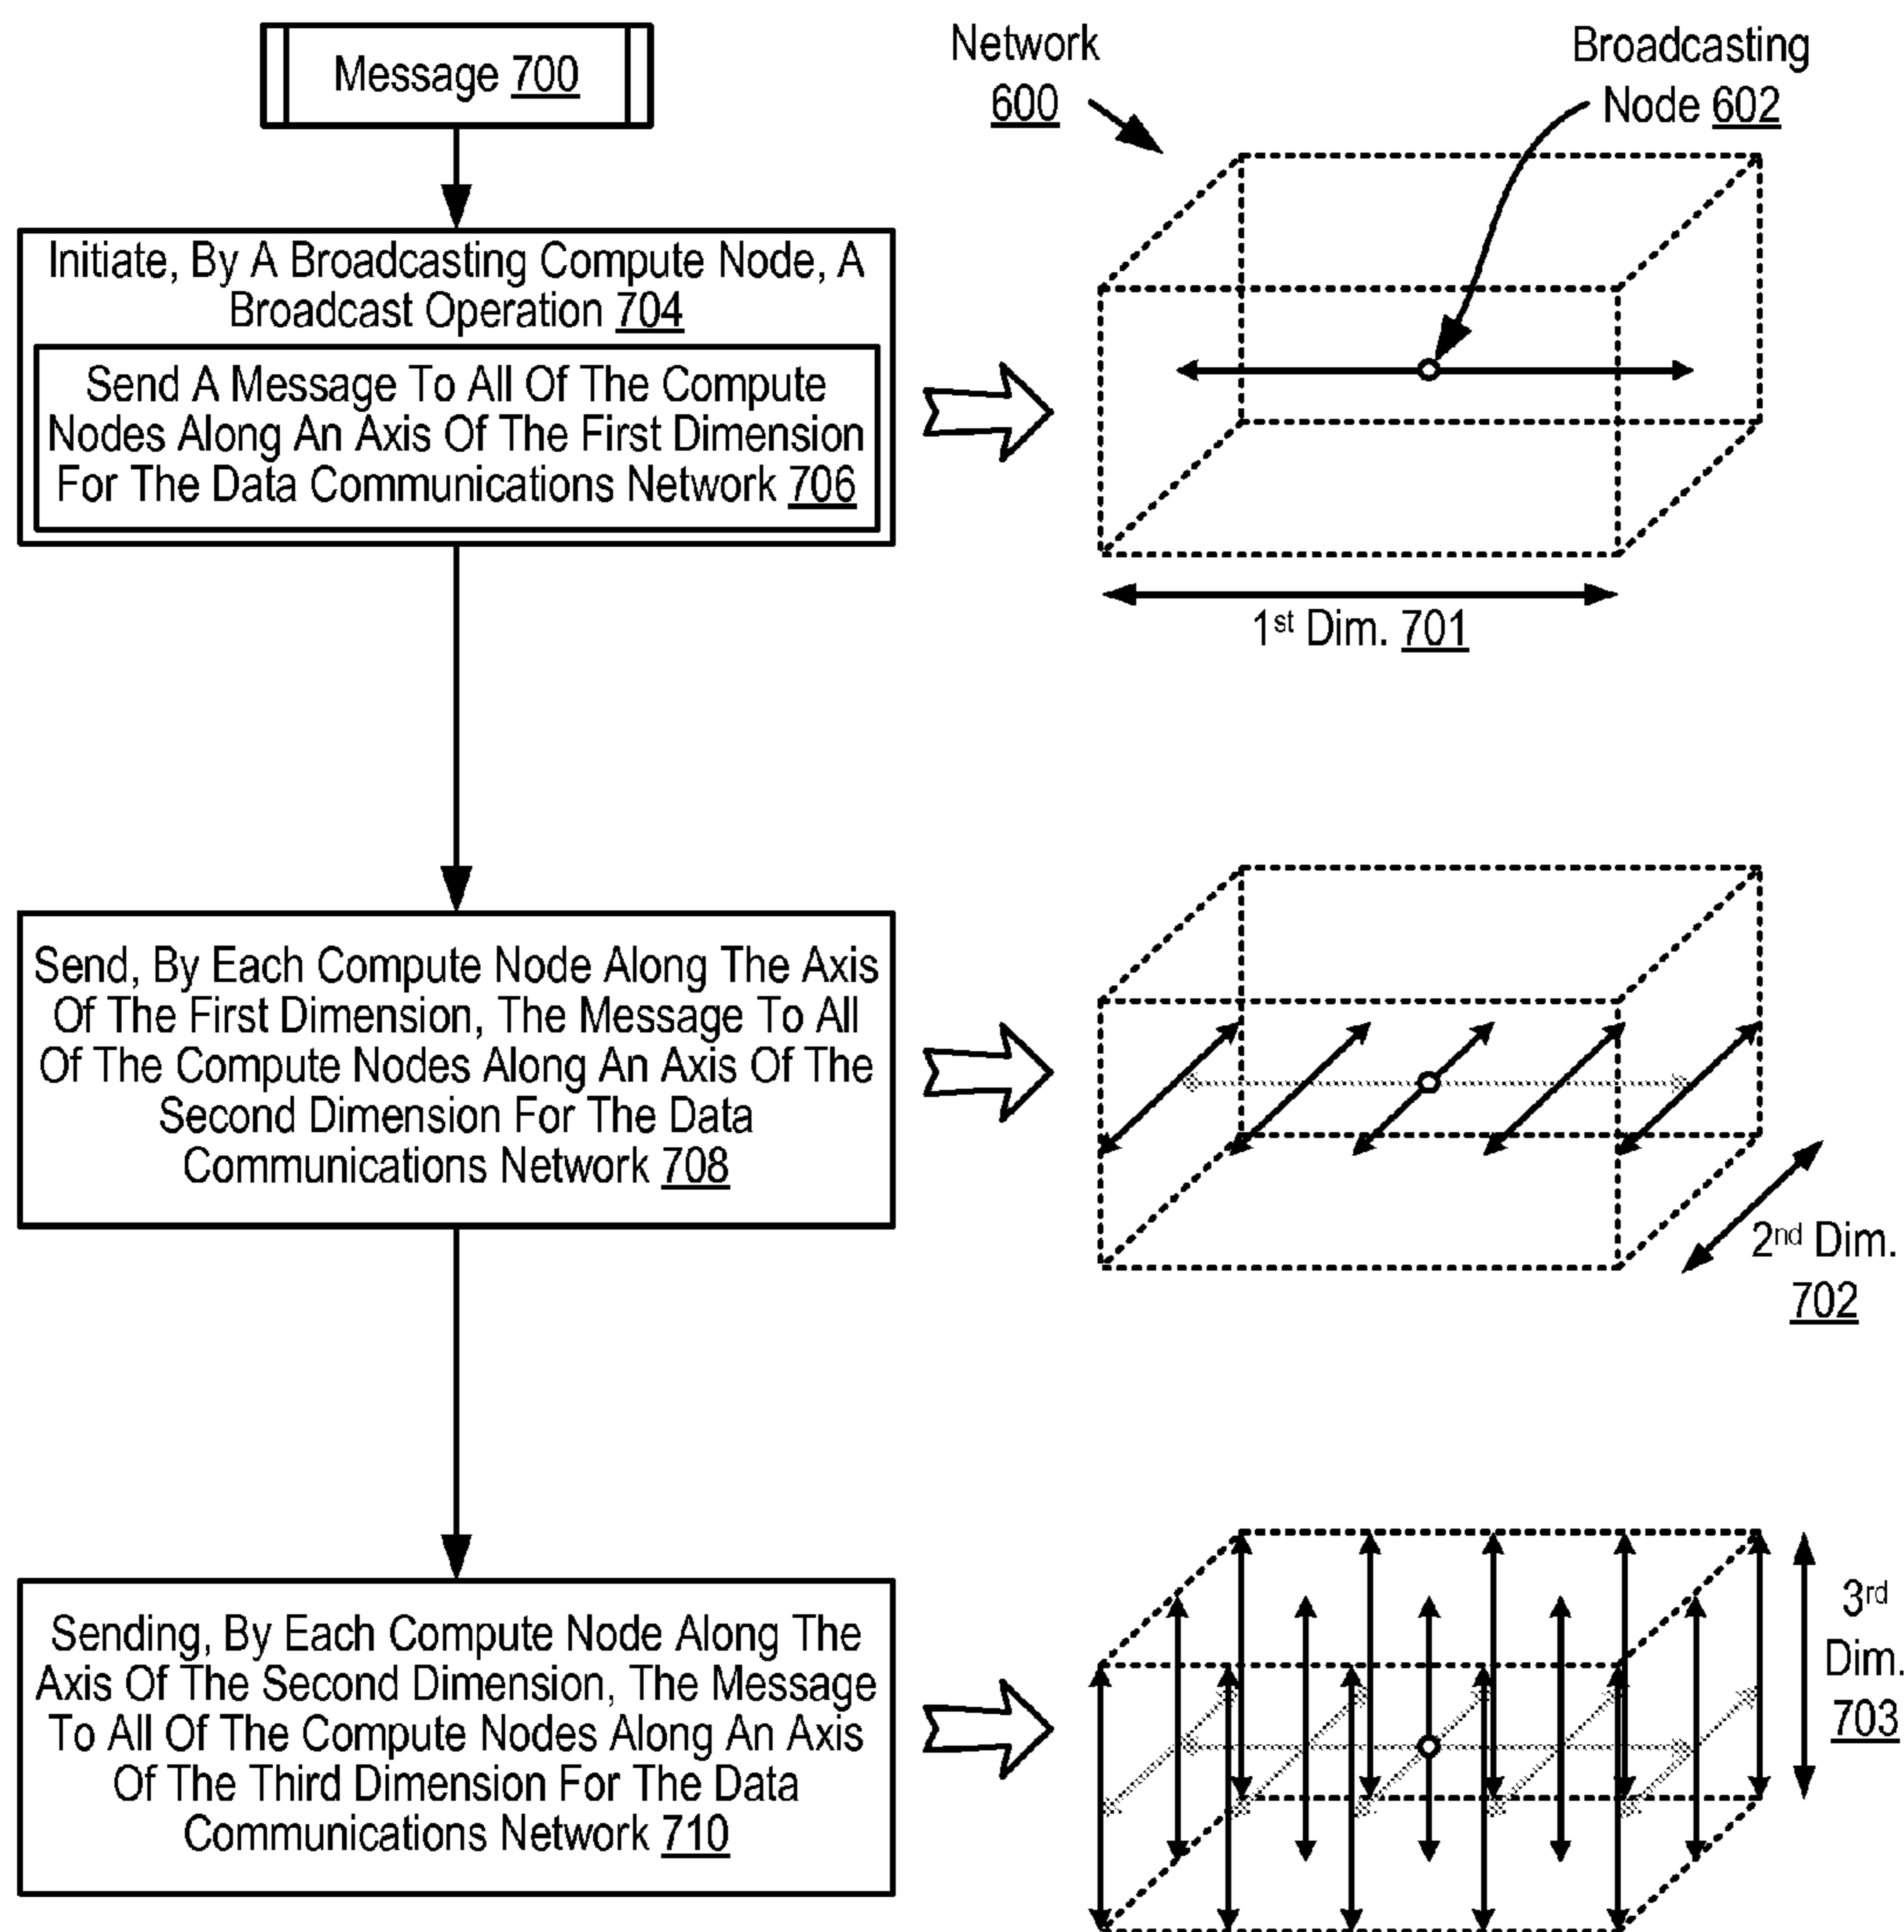 Message 700
Network
600
Broadcasting
Node 602
Initiate, By A Broadcasting Compute Node, A
Broadcast Operation 704
Send A Message To All Of The Compute
Nodes Along An Axis Of The First Dimension
For The Data Communications Network 706
1st Dim. 701
Send, By Each Compute Node Along The Axis
Of The First Dimension, The Message To All
Of The Compute Nodes Along An Axis Of The
Second Dimension For The Data
Communications Network 708
2nd Dim.
702
Sending, By Each Compute Node Along The
Axis Of The Second Dimension, The Message
To All Of The Compute Nodes Along An Axis
Of The Third Dimension For The Data
Communications Network 710
3rd
Dim.
703